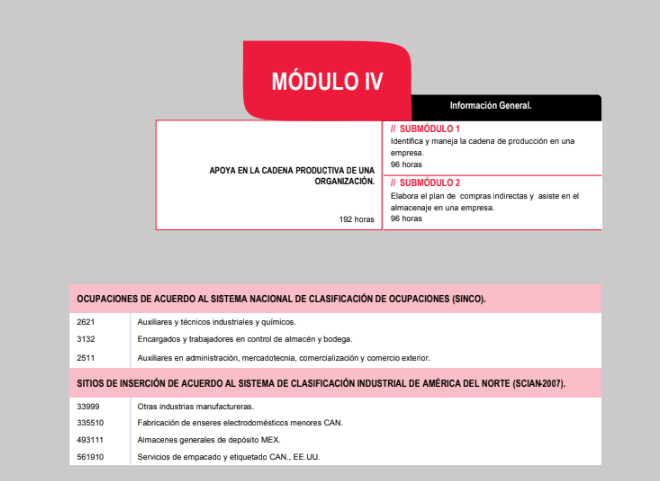 MÓDULO IV
Información General.
APOYA EN LA CADENA PRODUCTIVA DE UNA
ORGANIZACIÓN.
192 horas
// SUBMÓDULO 1
Identifica y maneja la cadena de producción en una
empresa.
96 horas
// SUBMÓDULO 2
Elabora el plan de compras indirectas y asiste en el
almacenaje en una empresa.
96 horas
OCUPACIONES DE ACUERDO AL SISTEMA NACIONAL DE CLASIFICACIÓN DE OCUPACIONES (SINCO).
2621 Auxiliares y técnicos industriales y químicos.
3132 Encargados y trabajadores en control de almacén y bodega.
2511 Auxiliares en administración, mercadotecnia, comercialización y comercio exterior.
SITIOS DE INSERCIÓN DE ACUERDO AL SISTEMA DE CLASIFICACIÓN INDUSTRIAL DE AMÉRICA DEL NORTE (SCIAN-2007).
33999 Otras industrias manufactureras.
335510 Fabricación de enseres electrodomésticos menores CAN.
493111 Almacenes generales de depósito MEX.
561910 Servicios de empacado y etiquetado CAN., EE.UU.